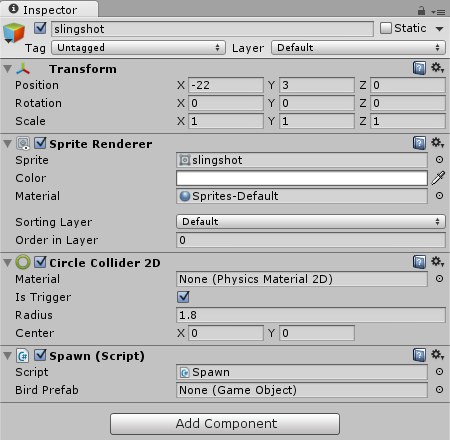 Inspector
slingshot Static
Tag Untagged Layer Default
Transform
Position X -22 Y 3 Z 0
Rotation X 0 Y 0 Z 0
Scale X 1 Y 1 Z 1
Sprite Renderer
Sprite slingshot
Color
Material Sprites-Default
Sorting Layer Default
Order in Layer 0
Circle Collider 2D
Material None (Physics Material 2D)
Is Trigger
Radius 1.8
Center X 0 Y 0
Spawn (Script)
Script Spawn
Bird Prefab None (Game Object)
Add Component